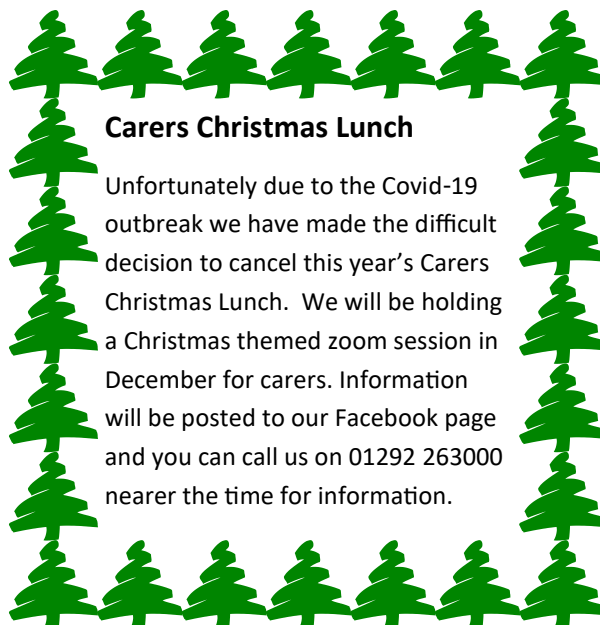 Carers Christmas Lunch
Unfortunately due to the Covid-19
outbreak we have made the difficult
decision to cancel this year’s Carers
Christmas Lunch.  We will be holding
a Christmas themed zoom session in
December for carers. Information
will be posted to our Facebook page
and you can call us on 01292 263000
nearer the time for information.